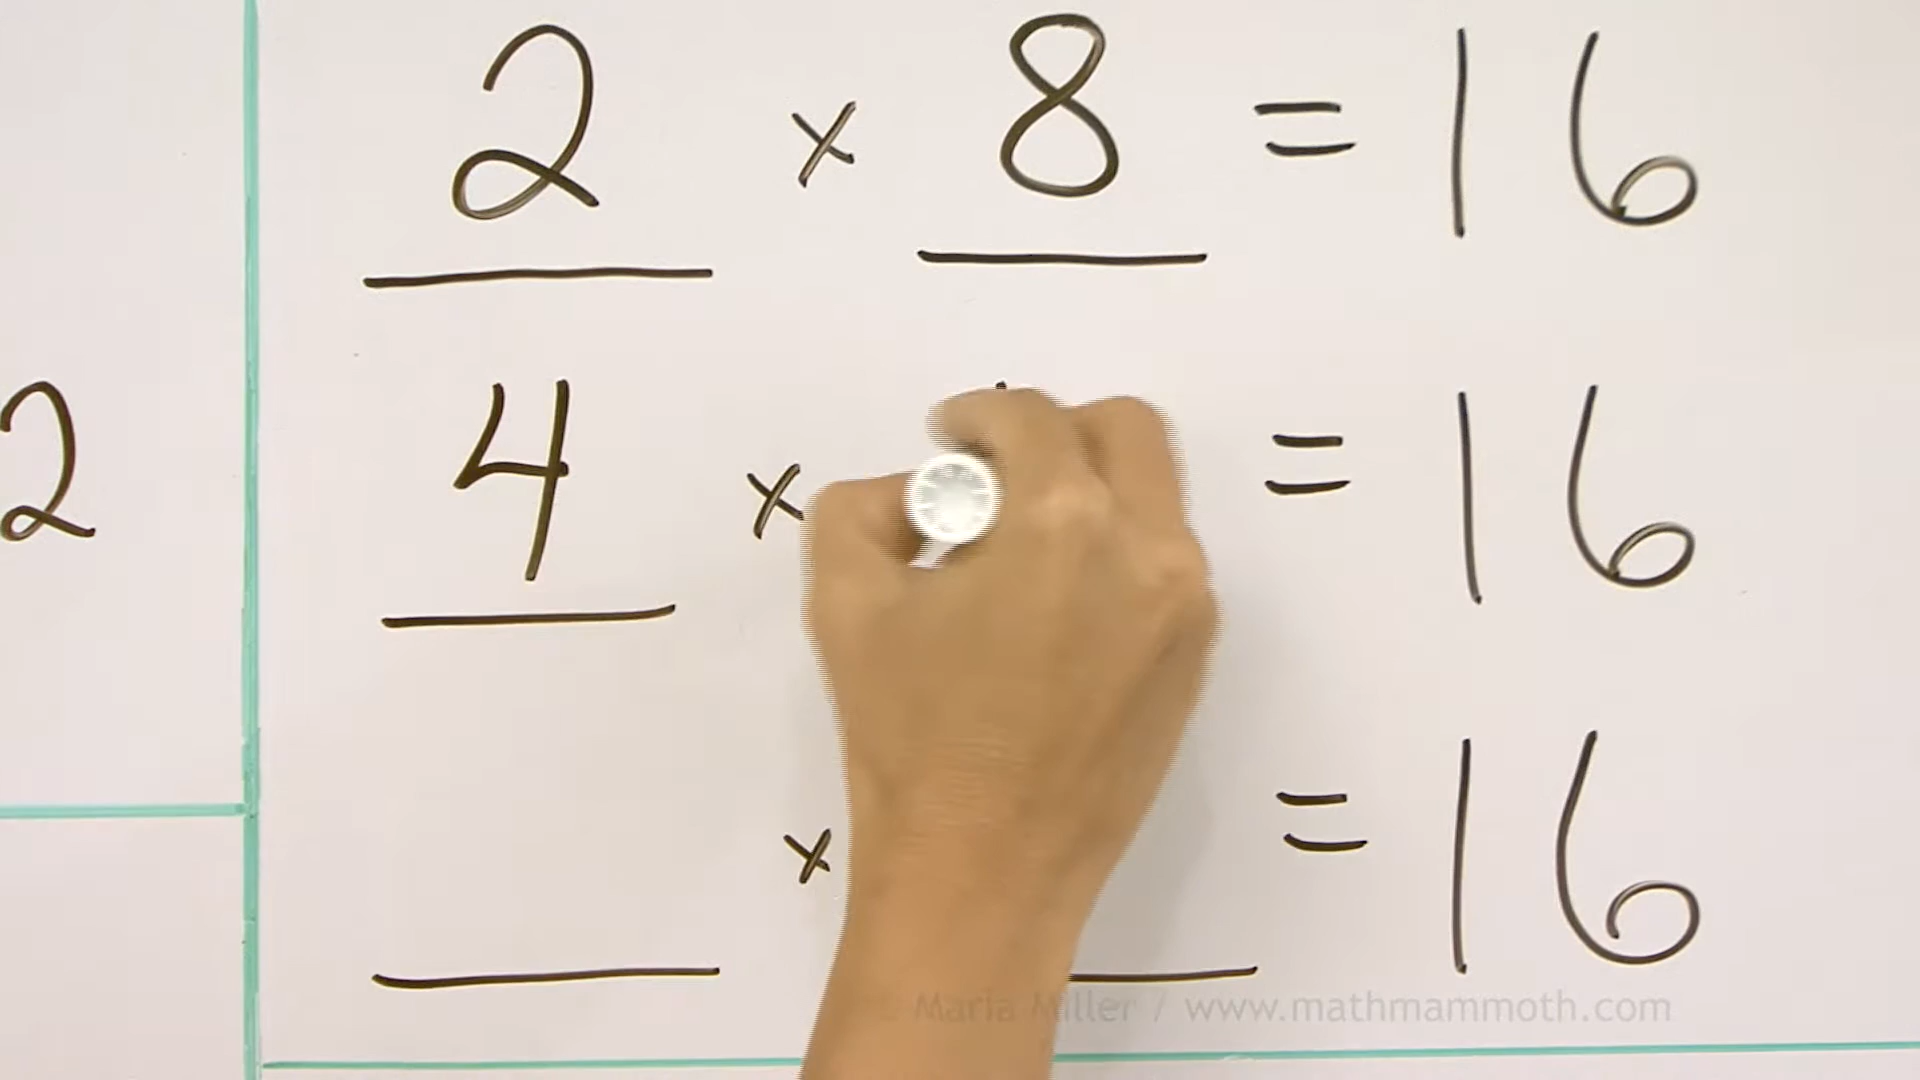 2 × 8 = 16
2
4 × = 16
× = 16
Maria Miller / www.mathmammoth.com